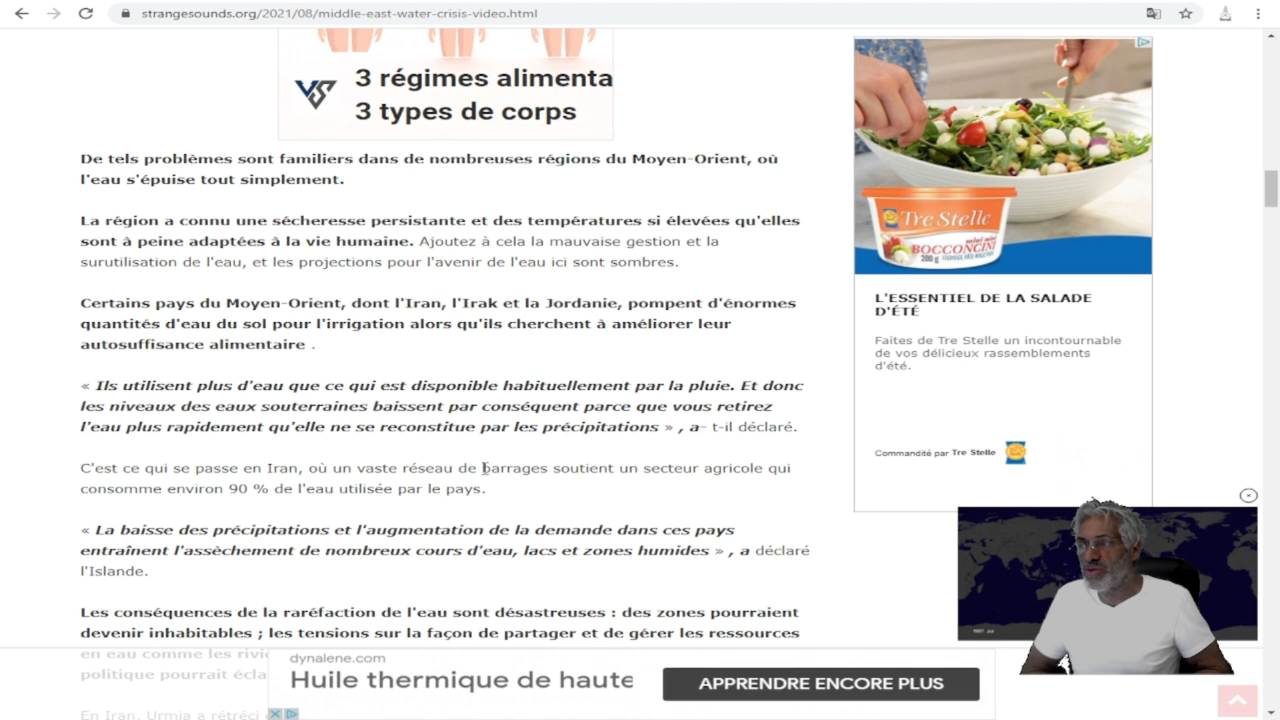 strangesounds.org/2021/08/middle-east-water-crisis-video.html
3 régimes alimenta
3 types de corps
De tels problèmes sont familiers dans de nombreuses régions du Moyen-Orient, où
l'eau s'épuise tout simplement.
La région a connu une sécheresse persistante et des températures si élevées qu'elles
sont à peine adaptées à la vie humaine. Ajoutez à cela la mauvaise gestion et la
surutilisation de l'eau, et les projections pour l'avenir de l'eau ici sont sombres.
Certains pays du Moyen-Orient, dont l'Iran, l'Irak et la Jordanie, pompent d'énormes
quantités d'eau du sol pour l'irrigation alors qu'ils cherchent à améliorer leur
autosuffisance alimentaire .
« Ils utilisent plus d'eau que ce qui est disponible habituellement par la pluie. Et donc
les niveaux des eaux souterraines baissent par conséquent parce que vous retirez
l'eau plus rapidement qu'elle ne se reconstitue par les précipitations » , a- t-il déclaré.
C'est ce qui se passe en Iran, où un vaste réseau de barrages soutient un secteur agricole qui
consomme environ 90 % de l'eau utilisée par le pays.
« La baisse des précipitations et l'augmentation de la demande dans ces pays
entraînent l'assèchement de nombreux cours d'eau, lacs et zones humides » , a déclaré
l'Islande.
Les conséquences de la raréfaction de l'eau sont désastreuses : des zones pourraient
devenir inhabitables ; les tensions sur la façon de partager et de gérer les ressources
en eau comme les riviè
politique pourrait écla
En Iran, Urmia a rétréci
dynalene.com
Huile thermique de haute
APPRENDRE ENCORE PLUS
Tre Stelle
mini mini
BOCCONCINI
200 g
L'ESSENTIEL DE LA SALADE
D'ÉTÉ
Faites de Tre Stelle un incontournable
de vos délicieux rassemblements
d'été.
Commandité par Tre Stelle